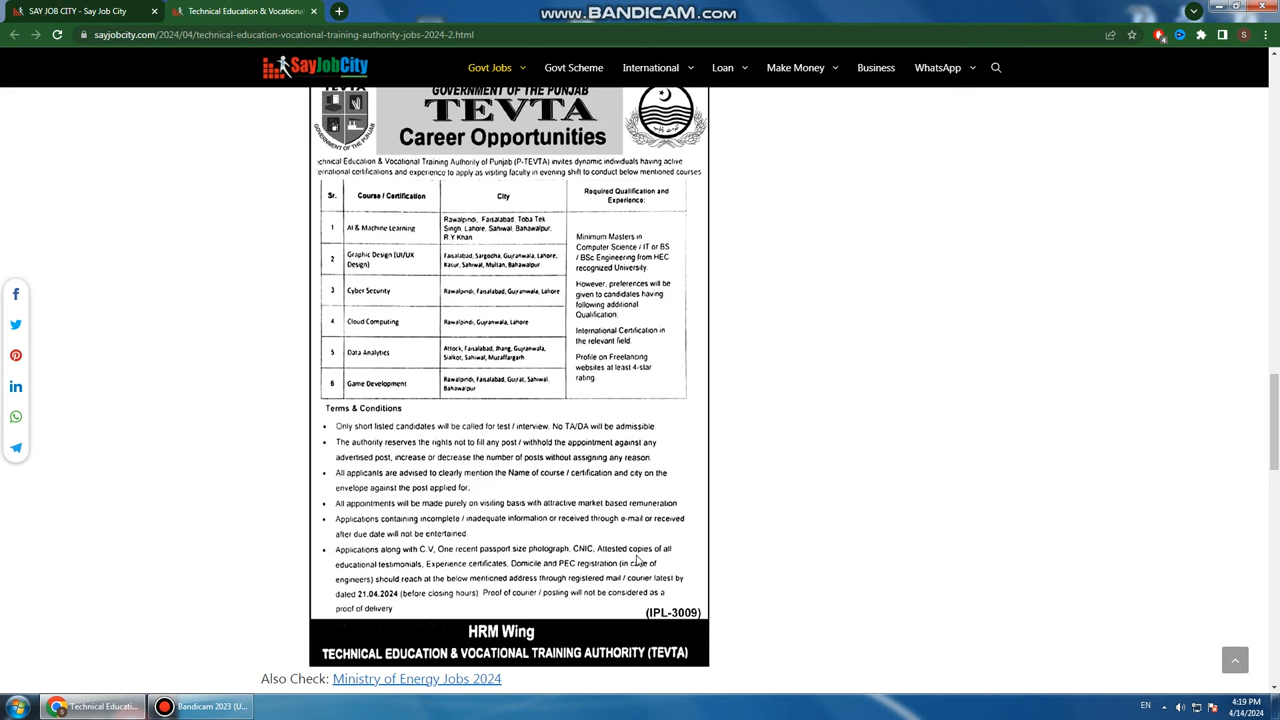 SAY JOB CITY - Say Job City
Technical Education & Vocational
www.BANDICAM.com
sayjobcity.com/2024/04/technical-education-vocational-training-authority-jobs-2024-2.html
SayJobCity
Govt Jobs
Govt Scheme
International
Loan
Make Money
Business
WhatsApp
GOVERNMENT OF THE PUNJAB
TEVTA
Career Opportunities
chnical Education & Vocational Training Authority of Punjab (P-TEVTA) invites dynamic individuals having active
ernational certifications and experience to apply as visiting faculty in evening shift to conduct below mentioned courses
Sr. Course / Certification City Required Qualification and
Experience:
1 AI & Machine Learning Rawalpindi, Faisalabad, Toba Tek
Singh, Lahore, Sahiwal, Bahawalpur,
R Y Khan
2 Graphic Design (UI/UX
Design)
Faisalabad, Sargodha, Gujranwala, Lahore,
Kasur, Sahiwal, Multan, Bahawalpur
3 Cyber Security Rawalpindi, Faisalabad, Gujranwala, Lahore
4 Cloud Computing Rawalpindi, Gujranwala, Lahore
5 Data Analytics Attock, Faisalabad, Jhang, Gujranwala,
Sialkot, Sahiwal, Muzaffargarh
6 Game Development Rawalpindi, Faisalabad, Gujrat, Sahiwal,
Bahawalpur
Minimum Masters in
Computer Science / IT or BS
/ BSc Engineering from HEC
recognized University.
However, preferences will be
given to candidates having
following additional
Qualification.
International Certification in
the relevant field.
Profile on Freelancing
websites at least 4-star
rating.
Terms & Conditions
• Only short listed candidates will be called for test / interview. No TA/DA will be admissible.
• The authority reserves the rights not to fill any post / withhold the appointment against any
advertised post, increase or decrease the number of posts without assigning any reason.
• All applicants are advised to clearly mention the Name of course / certification and city on the
envelope against the post applied for.
• All appointments will be made purely on visiting basis with attractive market based remuneration
• Applications containing incomplete / inadequate information or received through e-mail or received
after due date will not be entertained.
• Applications along with C.V, One recent passport size photograph, CNIC, Attested copies of all
educational testimonials, Experience certificates, Domicile and PEC registration (in case of
engineers) should reach at the below mentioned address through registered mail / courier latest by
dated 21.04.2024 (before closing hours) Proof of courier / posting will not be considered as a
proof of delivery
(IPL-3009)
HRM Wing
TECHNICAL EDUCATION & VOCATIONAL TRAINING AUTHORITY (TEVTA)
Also Check: Ministry of Energy Jobs 2024
Technical Educati...
Bandicam 2023 (U...
EN
4:19 PM
4/14/2024